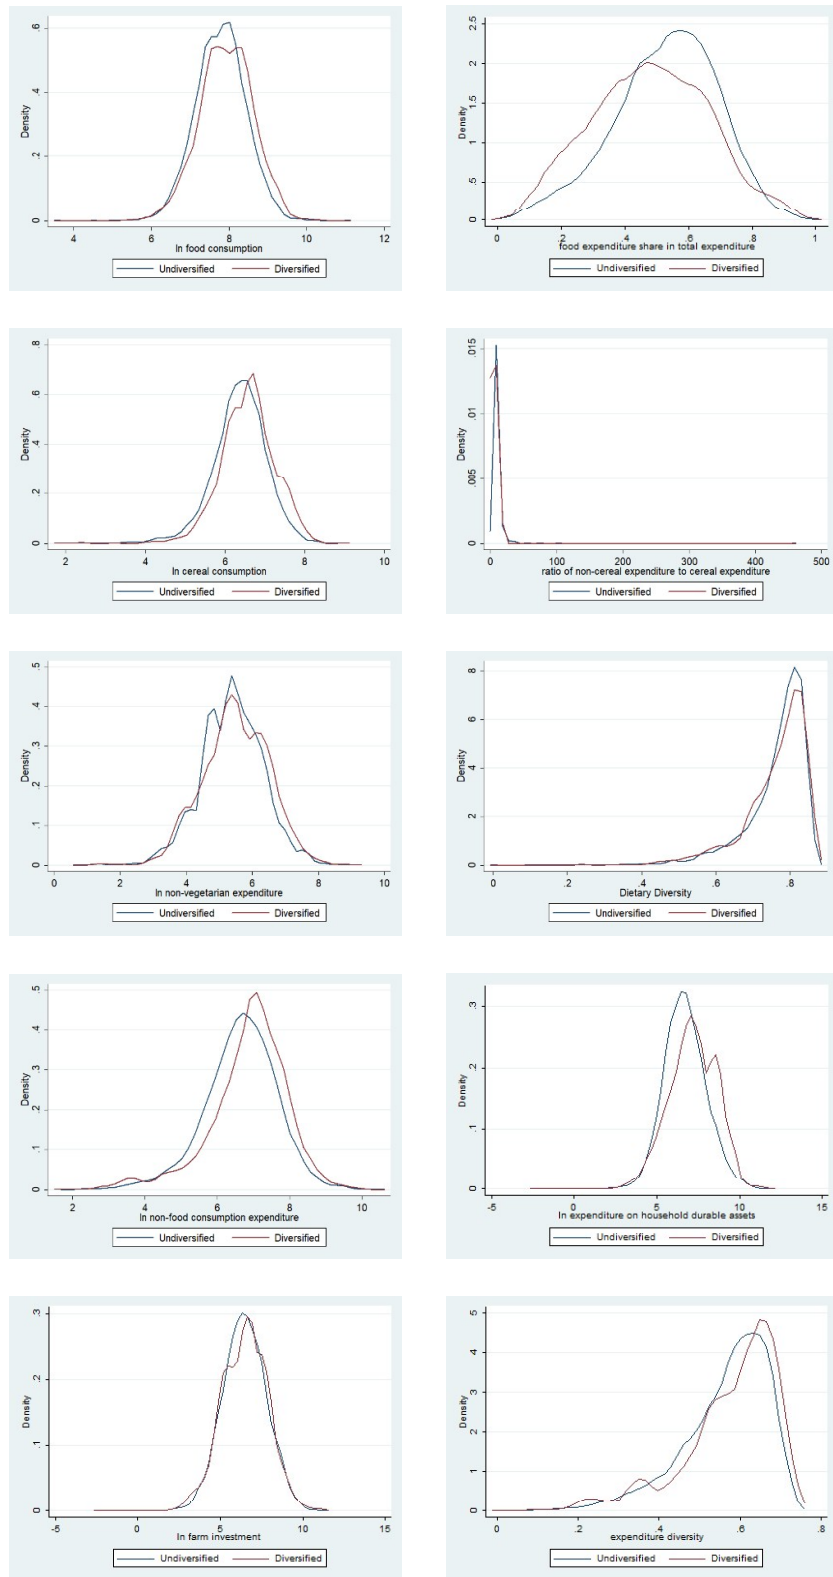 Density
0 .2 .4 .6
4 6 8 10 12
ln food consumption
Undiversified Diversified
Density
0 .5 1 1.5 2 2.5
0 .2 .4 .6 .8 1
food expenditure share in total expenditure
Undiversified Diversified
Density
0 .2 .4 .6 .8
2 4 6 8 10
ln cereal consumption
Undiversified Diversified
Density
0 .005 .01 .015
0 100 200 300 400 500
ratio of non-cereal expenditure to cereal expenditure
Undiversified Diversified
Density
0 .1 .2 .3 .4 .5
0 2 4 6 8 10
ln non-vegetarian expenditure
Undiversified Diversified
Density
0 2 4 6 8
0 .2 .4 .6 .8
Dietary Diversity
Undiversified Diversified
Density
0 .1 .2 .3 .4 .5
2 4 6 8 10
ln non-food consumption expenditure
Undiversified Diversified
Density
0 .1 .2 .3
-5 0 5 10 15
ln expenditure on household durable assets
Undiversified Diversified
Density
0 .1 .2 .3
-5 0 5 10 15
ln farm investment
Undiversified Diversified
Density
0 1 2 3 4 5
0 .2 .4 .6 .8
expenditure diversity
Undiversified Diversified